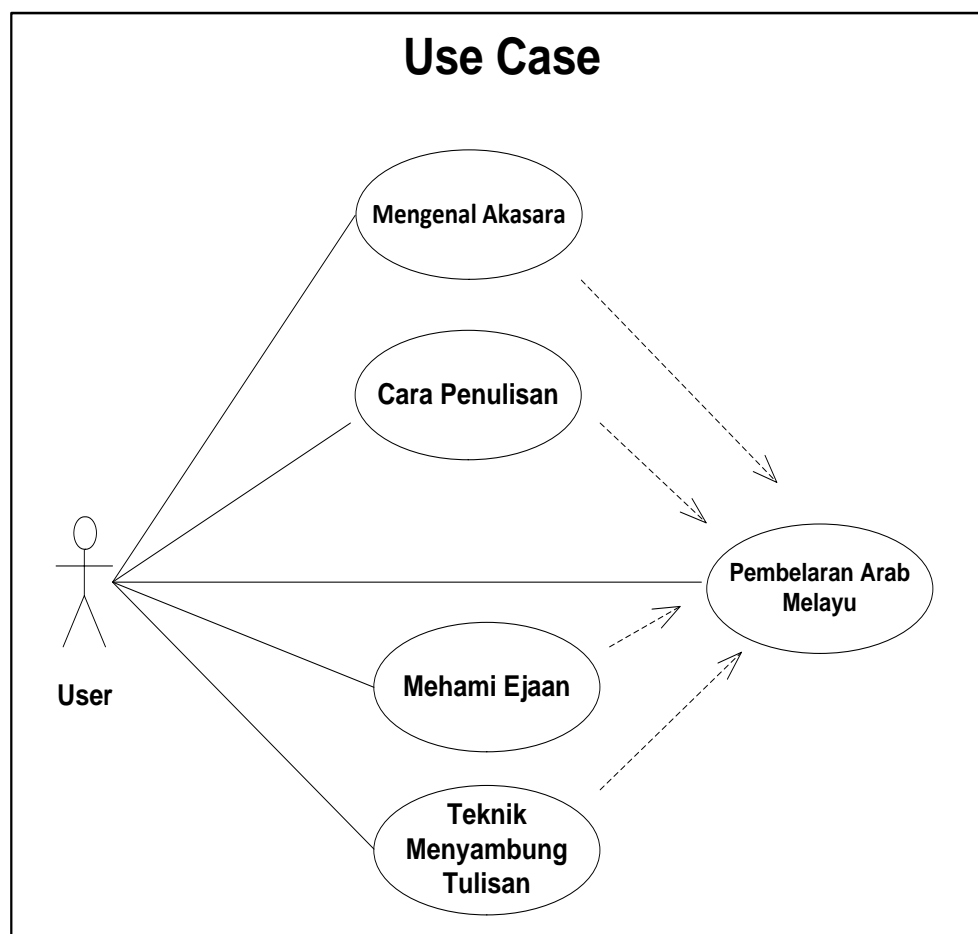 Use Case
Mengenal Akasara
Cara Penulisan
Pembelaran Arab
Melayu
Mehami Ejaan
User
Teknik
Menyambung
Tulisan